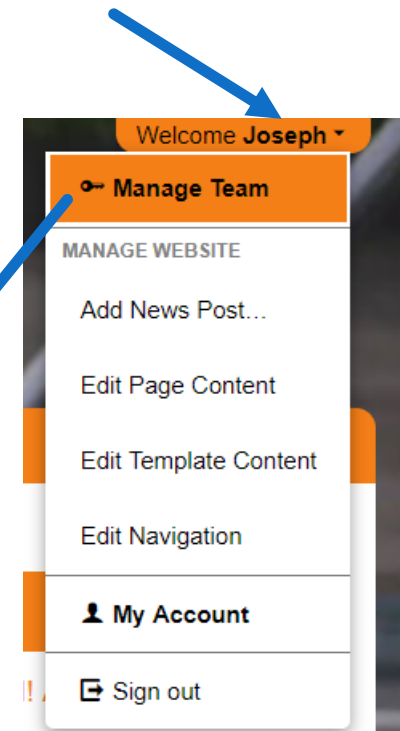 Welcome Joseph
Manage Team
MANAGE WEBSITE
Add News Post...
Edit Page Content
Edit Template Content
Edit Navigation
My Account
! Sign out